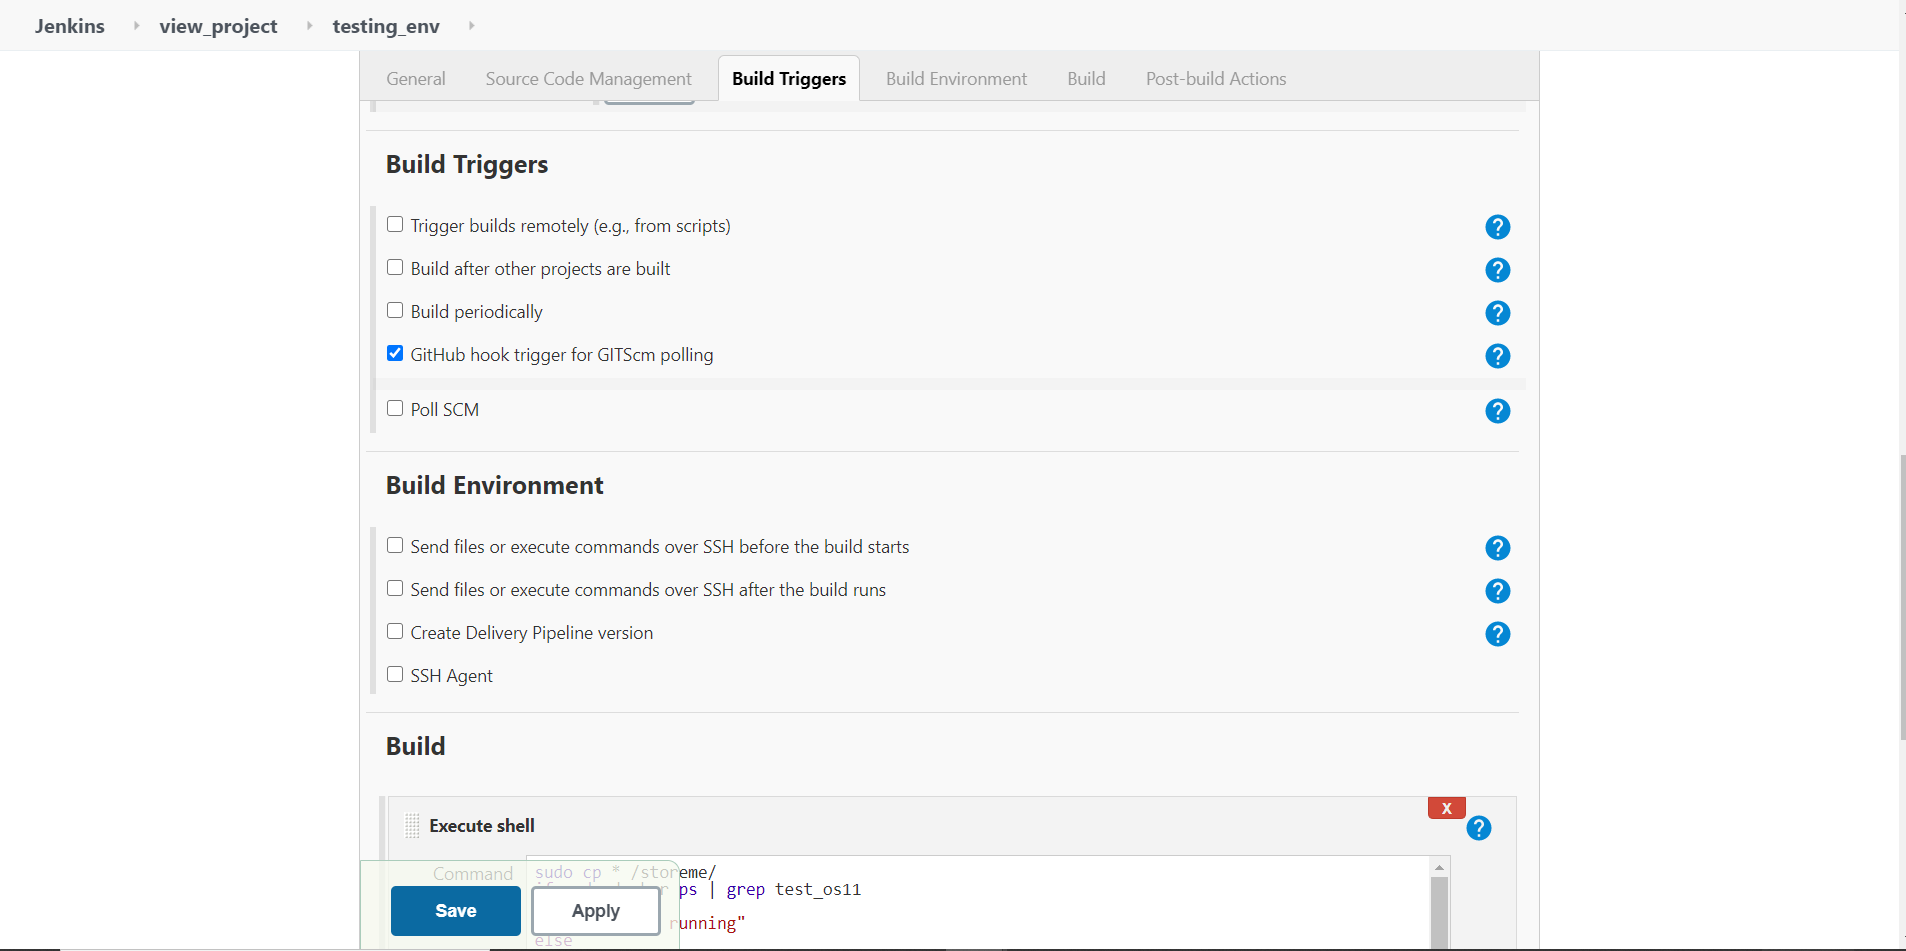 Jenkins view_project testing_env
General Source Code Management Build Triggers Build Environment Build Post-build Actions
Build Triggers
Trigger builds remotely (e.g., from scripts) ?
Build after other projects are built ?
Build periodically ?
GitHub hook trigger for GITScm polling ?
Poll SCM ?
Build Environment
Send files or execute commands over SSH before the build starts ?
Send files or execute commands over SSH after the build runs ?
Create Delivery Pipeline version ?
SSH Agent
Build
X
Execute shell ?
Command sudo cp * /storeme/
ps | grep test_os11
running"
else
Save Apply